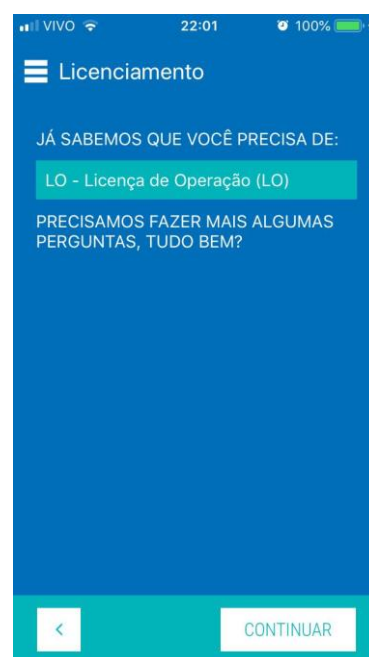 VIVO 22:01 100%
Licenciamento
JÁ SABEMOS QUE VOCÊ PRECISA DE:
LO - Licença de Operação (LO)
PRECISAMOS FAZER MAIS ALGUMAS
PERGUNTAS, TUDO BEM?
< CONTINUAR